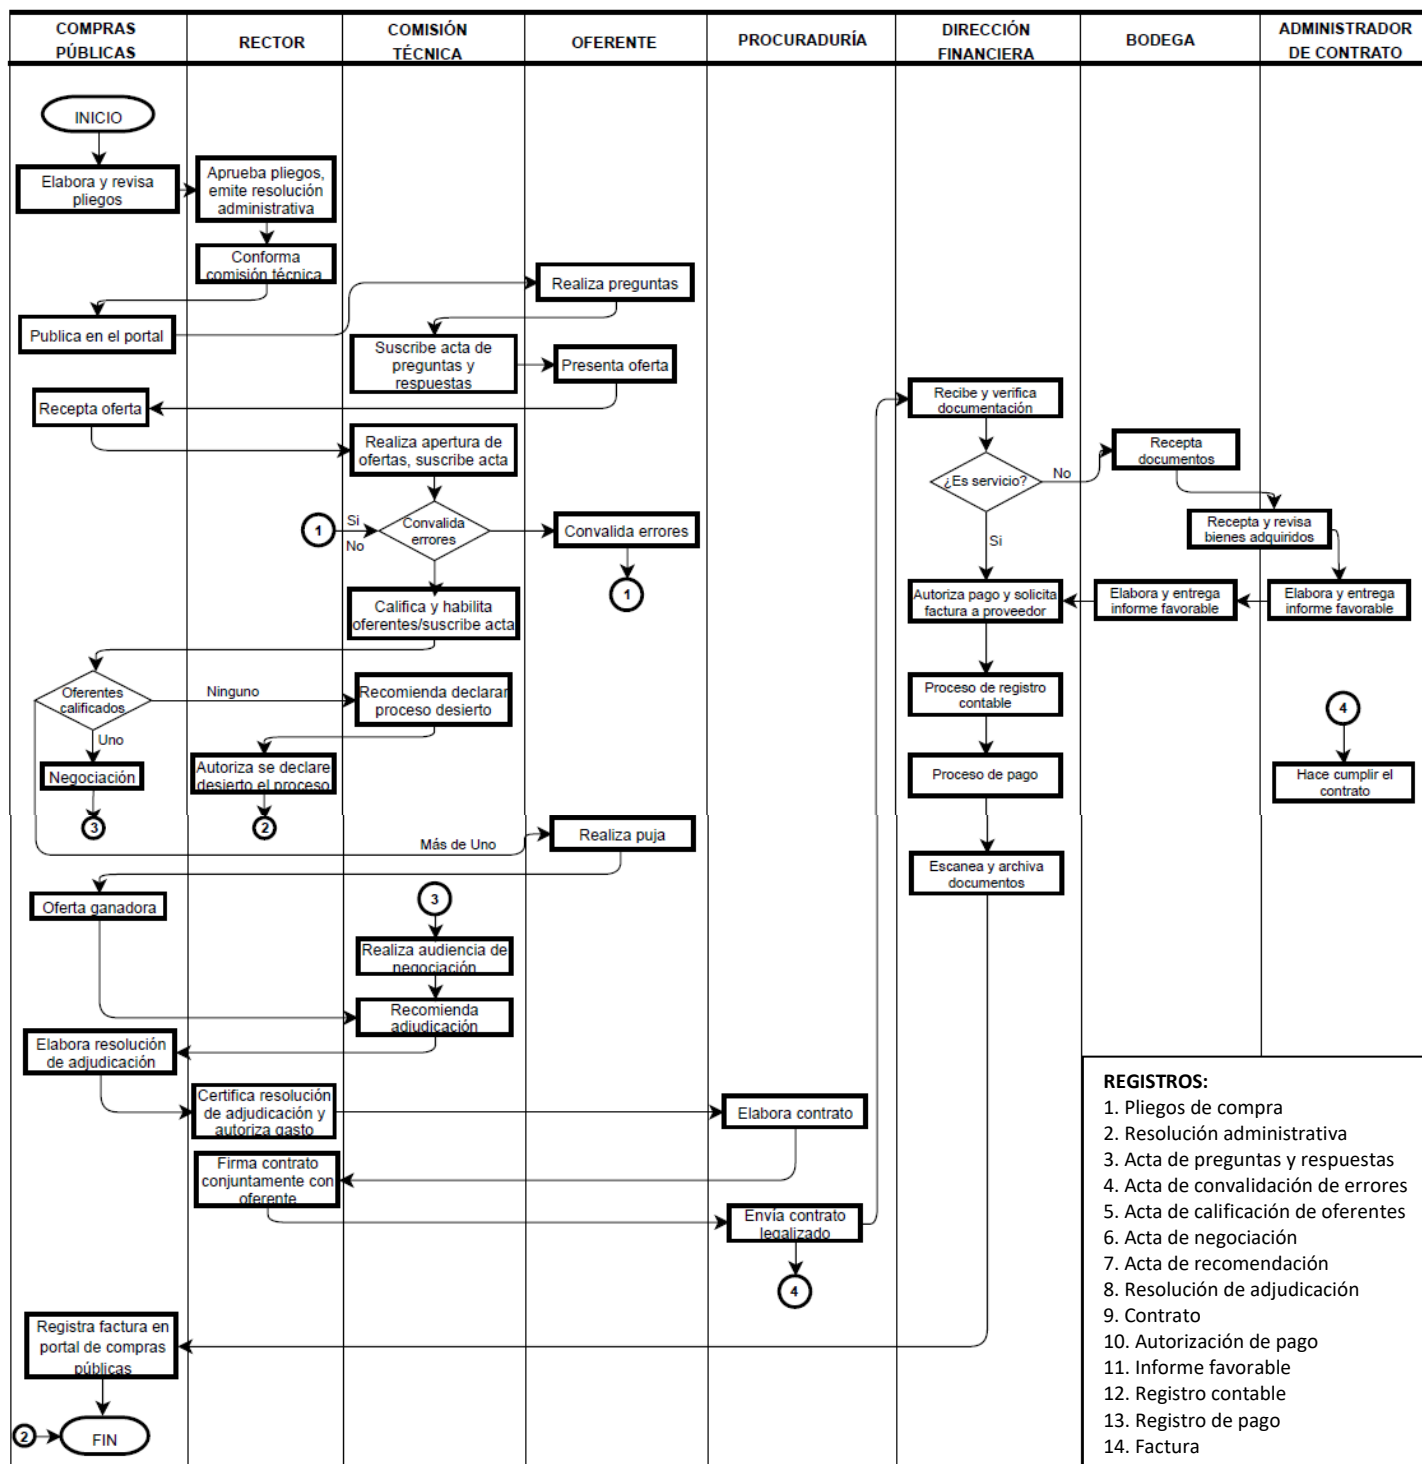 COMPRAS
PÚBLICAS
RECTOR
COMISIÓN
TÉCNICA
OFERENTE
PROCURADURÍA
DIRECCIÓN
FINANCIERA
BODEGA
ADMINISTRADOR
DE CONTRATO
INICIO
Elabora y revisa
pliegos
Aprueba pliegos,
emite resolución
administrativa
Conforma
comisión técnica
Realiza preguntas
Publica en el portal
Suscribe acta de
preguntas y
respuestas
Presenta oferta
Recepta oferta
Recibe y verifica
documentación
Realiza apertura de
ofertas, suscribe acta
Recepta
documentos
¿Es servicio?
No
1
Si
No
Convalida
errores
Convalida errores
Recepta y revisa
bienes adquiridos
Si
1
Califica y habilita
oferentes/suscribe acta
Autoriza pago y solicita
factura a proveedor
Elabora y entrega
informe favorable
Elabora y entrega
informe favorable
Oferentes
calificados
Ninguno
Recomienda declarar
proceso desierto
Proceso de registro
contable
4
Uno
Negociación
Autoriza se declare
desierto el proceso
Proceso de pago
Hace cumplir el
contrato
3
2
Más de Uno
Realiza puja
Escanea y archiva
documentos
Oferta ganadora
3
Realiza audiencia de
negociación
Recomienda
adjudicación
Elabora resolución
de adjudicación
Certifica resolución
de adjudicación y
autoriza gasto
Elabora contrato
Firma contrato
conjuntamente con
oferente
Envía contrato
legalizado
4
Registra factura en
portal de compras
públicas
2
FIN
REGISTROS:
1. Pliegos de compra
2. Resolución administrativa
3. Acta de preguntas y respuestas
4. Acta de convalidación de errores
5. Acta de calificación de oferentes
6. Acta de negociación
7. Acta de recomendación
8. Resolución de adjudicación
9. Contrato
10. Autorización de pago
11. Informe favorable
12. Registro contable
13. Registro de pago
14. Factura